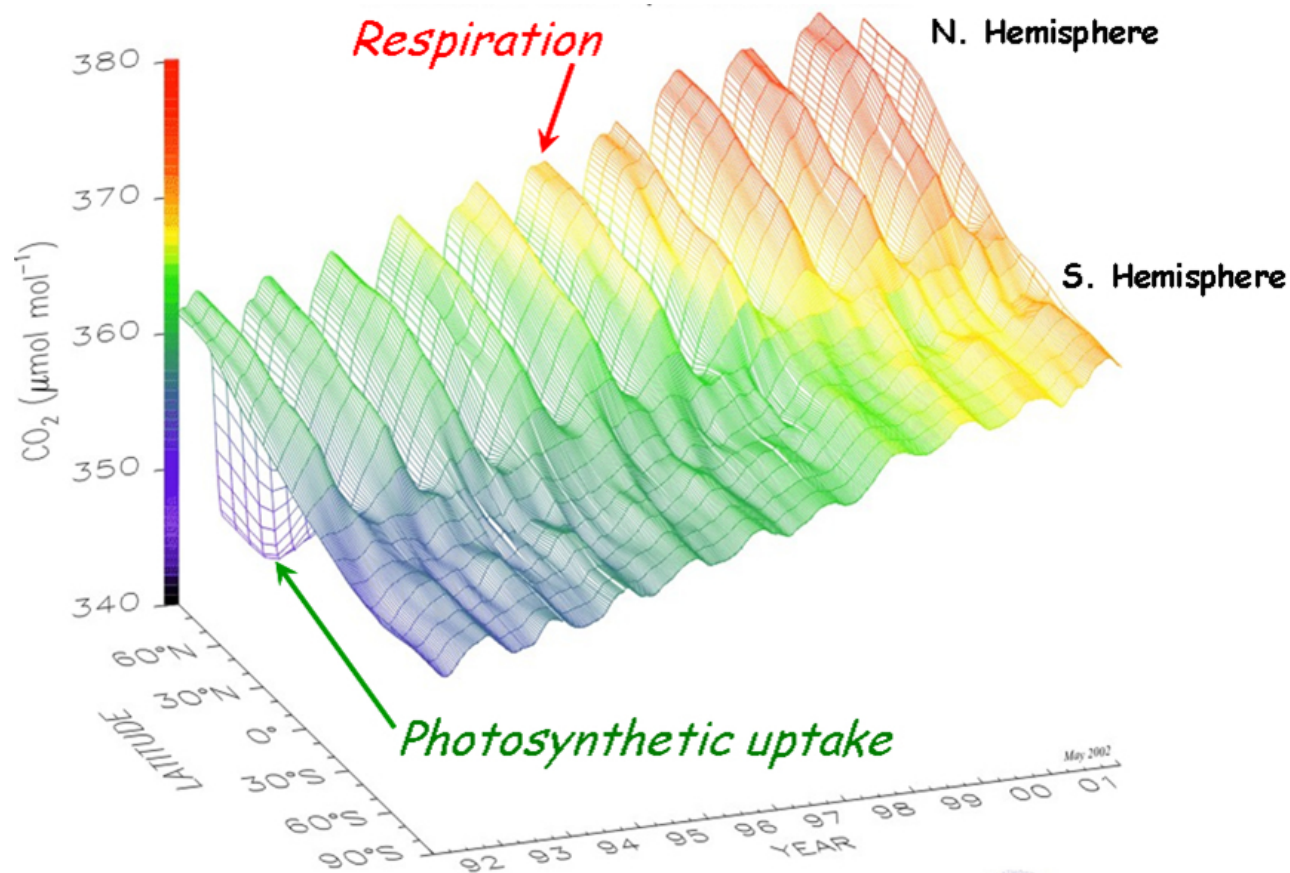 Respiration
N. Hemisphere
S. Hemisphere
380
370
360
350
340
CO₂ (μmol mol⁻¹)
60°N
30°N
0°
30°S
60°S
90°S
LATITUDE
Photosynthetic uptake
May 2002
92 93 94 95 96 97 98 99 00 01
YEAR